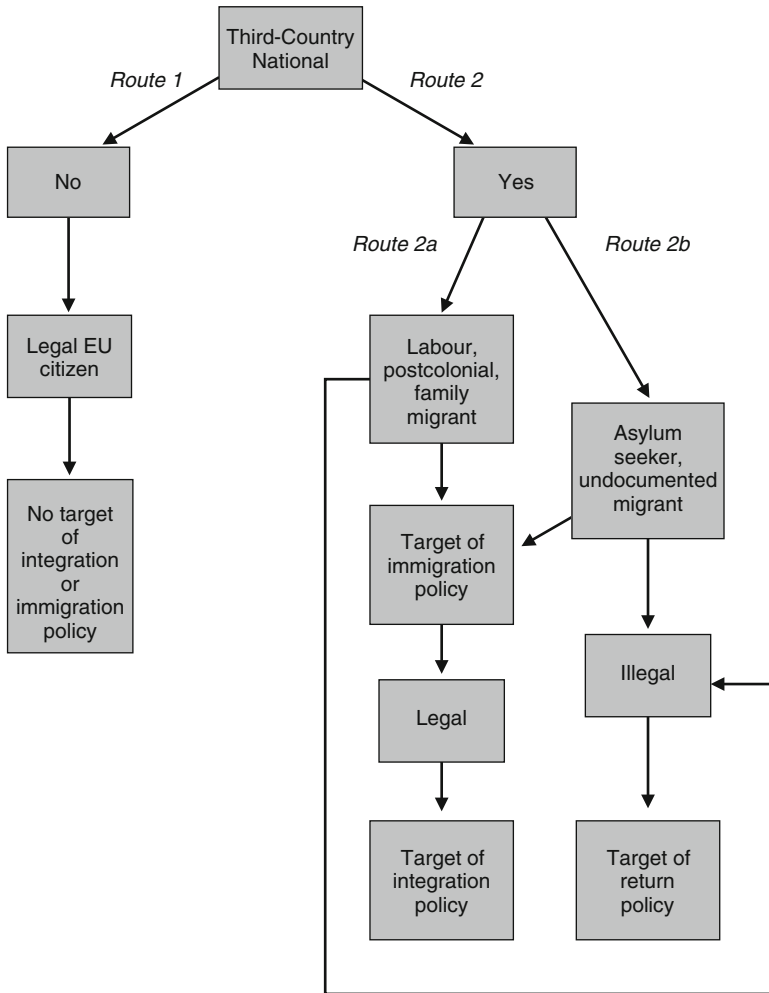 Third-Country
National
Route 1
Route 2
No
Yes
Route 2a
Route 2b
Legal EU
citizen
Labour,
postcolonial,
family
migrant
Asylum
seeker,
undocumented
migrant
No target
of
integration
or
immigration
policy
Target of
immigration
policy
Illegal
Legal
Target of
integration
policy
Target of
return
policy